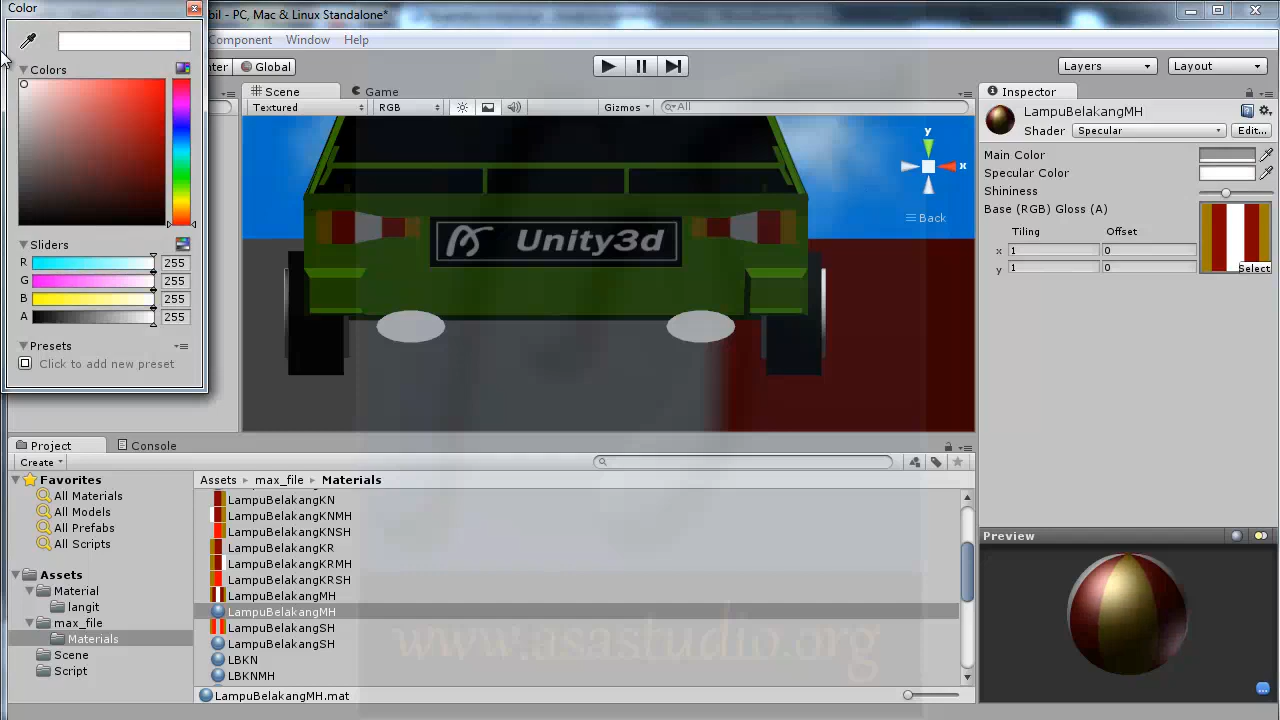 Color
bil - PC, Mac & Linux Standalone*
Component Window Help
ter Global
Layers
Layout
Colors
Sliders
R 255
G 255
B 255
A 255
Presets
Click to add new preset
Scene Game
Textured RGB Gizmos All
y
x
Back
Unity3d
Inspector
LampuBelakangMH
Shader Specular Edit...
Main Color
Specular Color
Shininess
Base (RGB) Gloss (A)
Tiling Offset
x 1 0
y 1 0
Select
Project Console
Create
Favorites
All Materials
All Models
All Prefabs
All Scripts
Assets
Material
langit
max_file
Materials
Scene
Script
Assets max_file Materials
LampuBelakangKN
LampuBelakangKNMH
LampuBelakangKNSH
LampuBelakangKR
LampuBelakangKRMH
LampuBelakangKRSH
LampuBelakangMH
LampuBelakangMH
LampuBelakangSH
LampuBelakangSH
LBKN
LBKNMH
LampuBelakangMH.mat
Preview
www.asastudio.org